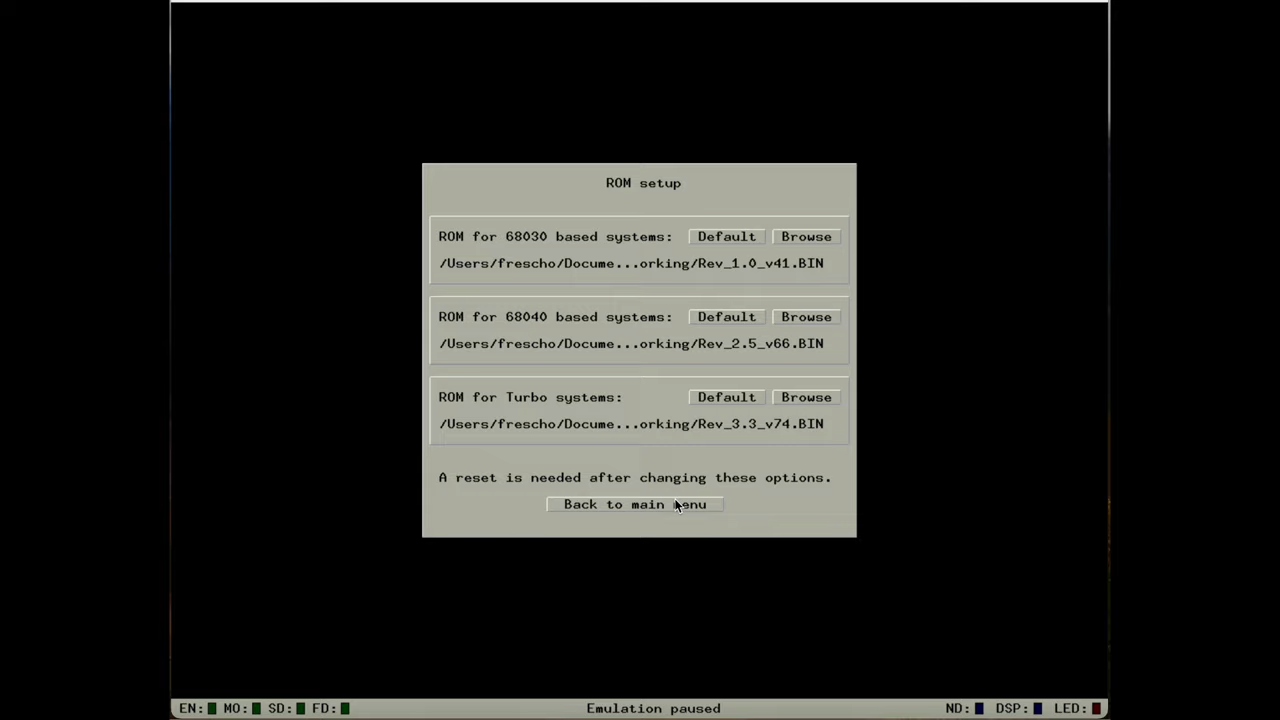 ROM setup
ROM for 68030 based systems: Default Browse
/Users/frescho/Docume...orking/Rev_1.0_v41.BIN
ROM for 68040 based systems: Default Browse
/Users/frescho/Docume...orking/Rev_2.5_v66.BIN
ROM for Turbo systems: Default Browse
/Users/frescho/Docume...orking/Rev_3.3_v74.BIN
A reset is needed after changing these options.
Back to main menu
EN: MO: SD: FD: Emulation paused ND: DSP: LED: